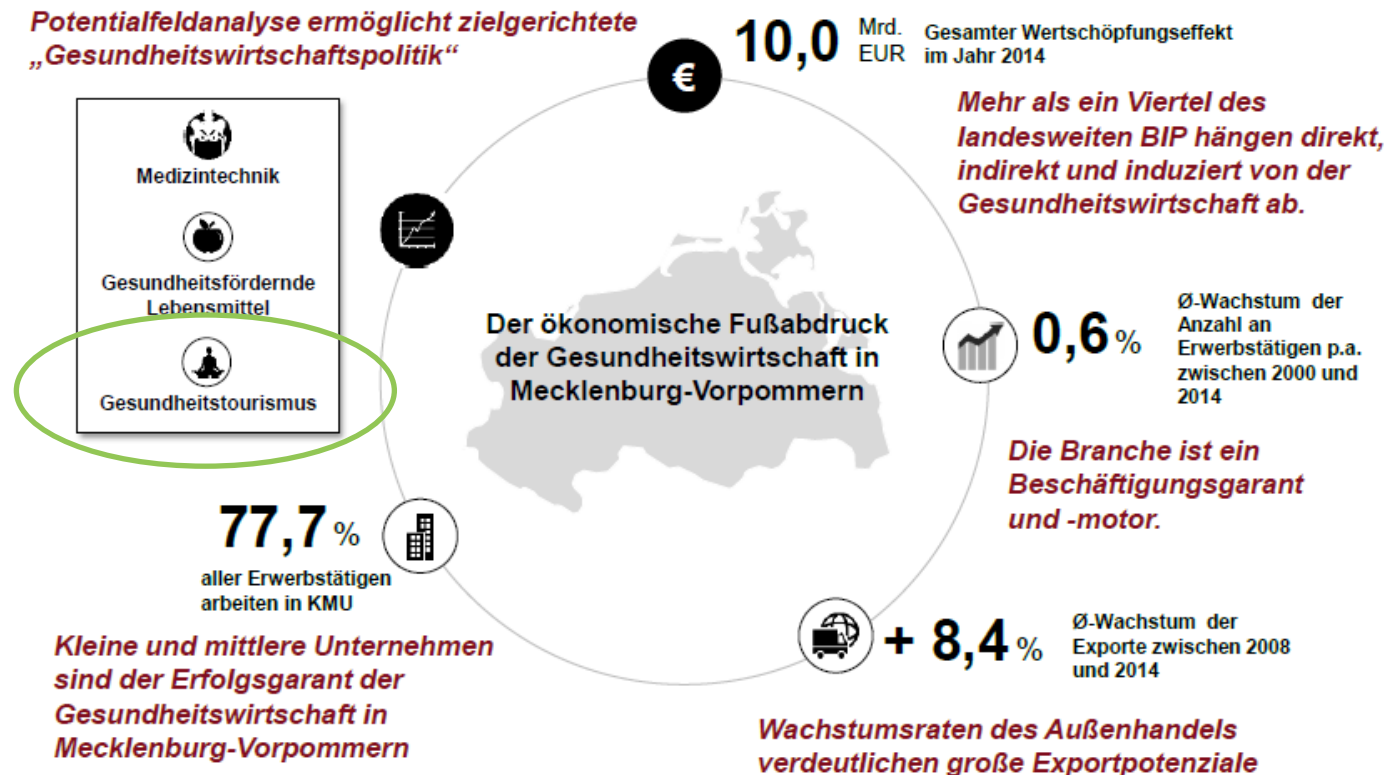 Potentialfeldanalyse ermöglicht zielgerichtete
„Gesundheitswirtschaftspolitik“
Medizintechnik
Gesundheitsfördernde
Lebensmittel
Gesundheitstourismus
€
10,0 Mrd. EUR
Gesamter Wertschöpfungseffekt
im Jahr 2014
Mehr als ein Viertel des
landesweiten BIP hängen direkt,
indirekt und induziert von der
Gesundheitswirtschaft ab.
Der ökonomische Fußabdruck
der Gesundheitswirtschaft in
Mecklenburg-Vorpommern
0,6 %
Ø-Wachstum der
Anzahl an
Erwerbstätigen p.a.
zwischen 2000 und
2014
Die Branche ist ein
Beschäftigungsgarant
und -motor.
77,7 %
aller Erwerbstätigen
arbeiten in KMU
Kleine und mittlere Unternehmen
sind der Erfolgsgarant der
Gesundheitswirtschaft in
Mecklenburg-Vorpommern
+ 8,4 %
Ø-Wachstum der
Exporte zwischen 2008
und 2014
Wachstumsraten des Außenhandels
verdeutlichen große Exportpotenziale